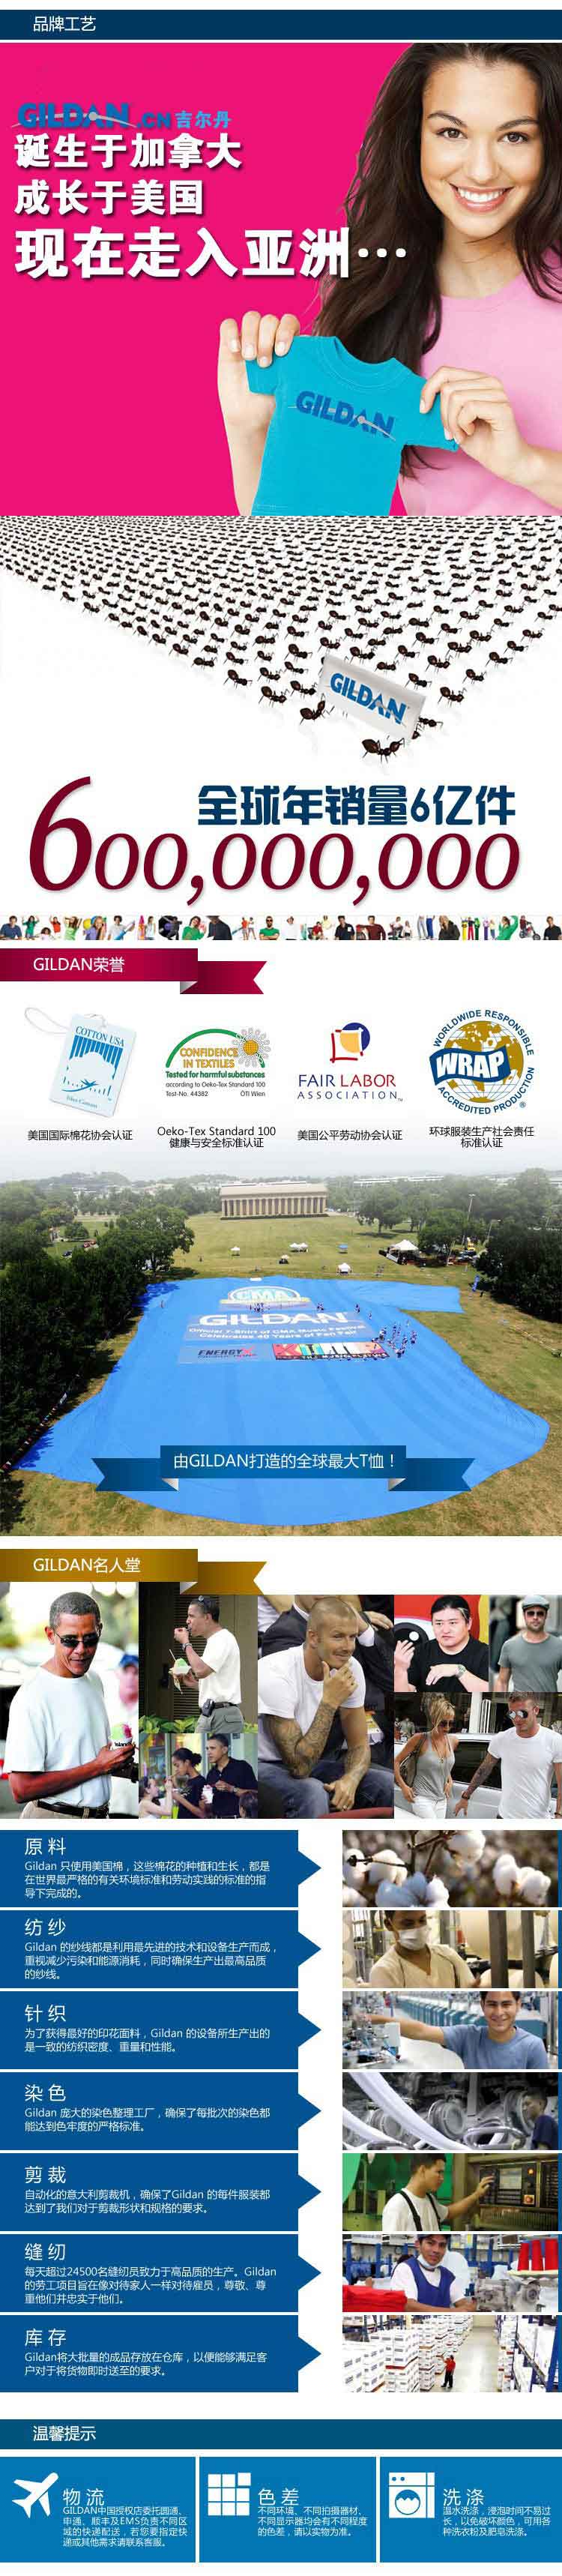 品牌工艺
GILDAN.CN吉尔丹
诞生于加拿大
成长于美国
现在走入亚洲…
GILDAN
GILDAN
全球年销量6亿件
600,000,000
GILDAN荣誉
COTTON USA
CONFIDENCE
IN TEXTILES
Tested for harmful substances
according to Oeko-Tex Standard 100
Test-No. 44382 ÖTI Wien
FAIR LABOR
ASSOCIATION
WORLDWIDE RESPONSIBLE
WRAP
ACCREDITED PRODUCTION
美国国际棉花协会认证
Oeko-Tex Standard 100
健康与安全标准认证
美国公平劳动协会认证
环球服装生产社会责任
标准认证
CMA
GILDAN
Official T-Shirt of CMA Music Festival
Celebrates 40 Years of Fan Fair
ENERGY
由GILDAN打造的全球最大T恤！
GILDAN名人堂
原料
Gildan 只使用美国棉，这些棉花的种植和生长，都是
在世界最严格的有关环境标准和劳动实践的标准的指
导下完成的。
纺纱
Gildan 的纱线都是利用最先进的技术和设备生产而成，
重视减少污染和能源消耗，同时确保生产出最高品质
的纱线。
针织
为了获得最好的印花面料，Gildan 的设备所生产出的
是一致的纺织密度、重量和性能。
染色
Gildan 庞大的染色整理工厂，确保了每批次的染色都
能达到色牢度的严格标准。
剪裁
自动化的意大利剪裁机，确保了Gildan 的每件服装都
达到了我们对于剪裁形状和规格的要求。
缝纫
每天超过24500名缝纫员致力于高品质的生产。Gildan
的劳工项目旨在像对待家人一样对待雇员，尊敬、尊
重他们并忠实于他们。
库存
Gildan将大批量的成品存放在仓库，以便能够满足客
户对于将货物即时送至的要求。
温馨提示
物流
GILDAN中国授权店委托圆通、
申通、顺丰及EMS负责不同区
域的快递配送，若您要指定快
递或其他需求请联系客服。
色差
不同环境、不同拍摄器材、
不同显示器均会有不同程度
的色差，请以实物为准。
洗涤
温水洗涤，浸泡时间不易过
长，以免破坏颜色，可用各
种洗衣粉及肥皂洗涤。